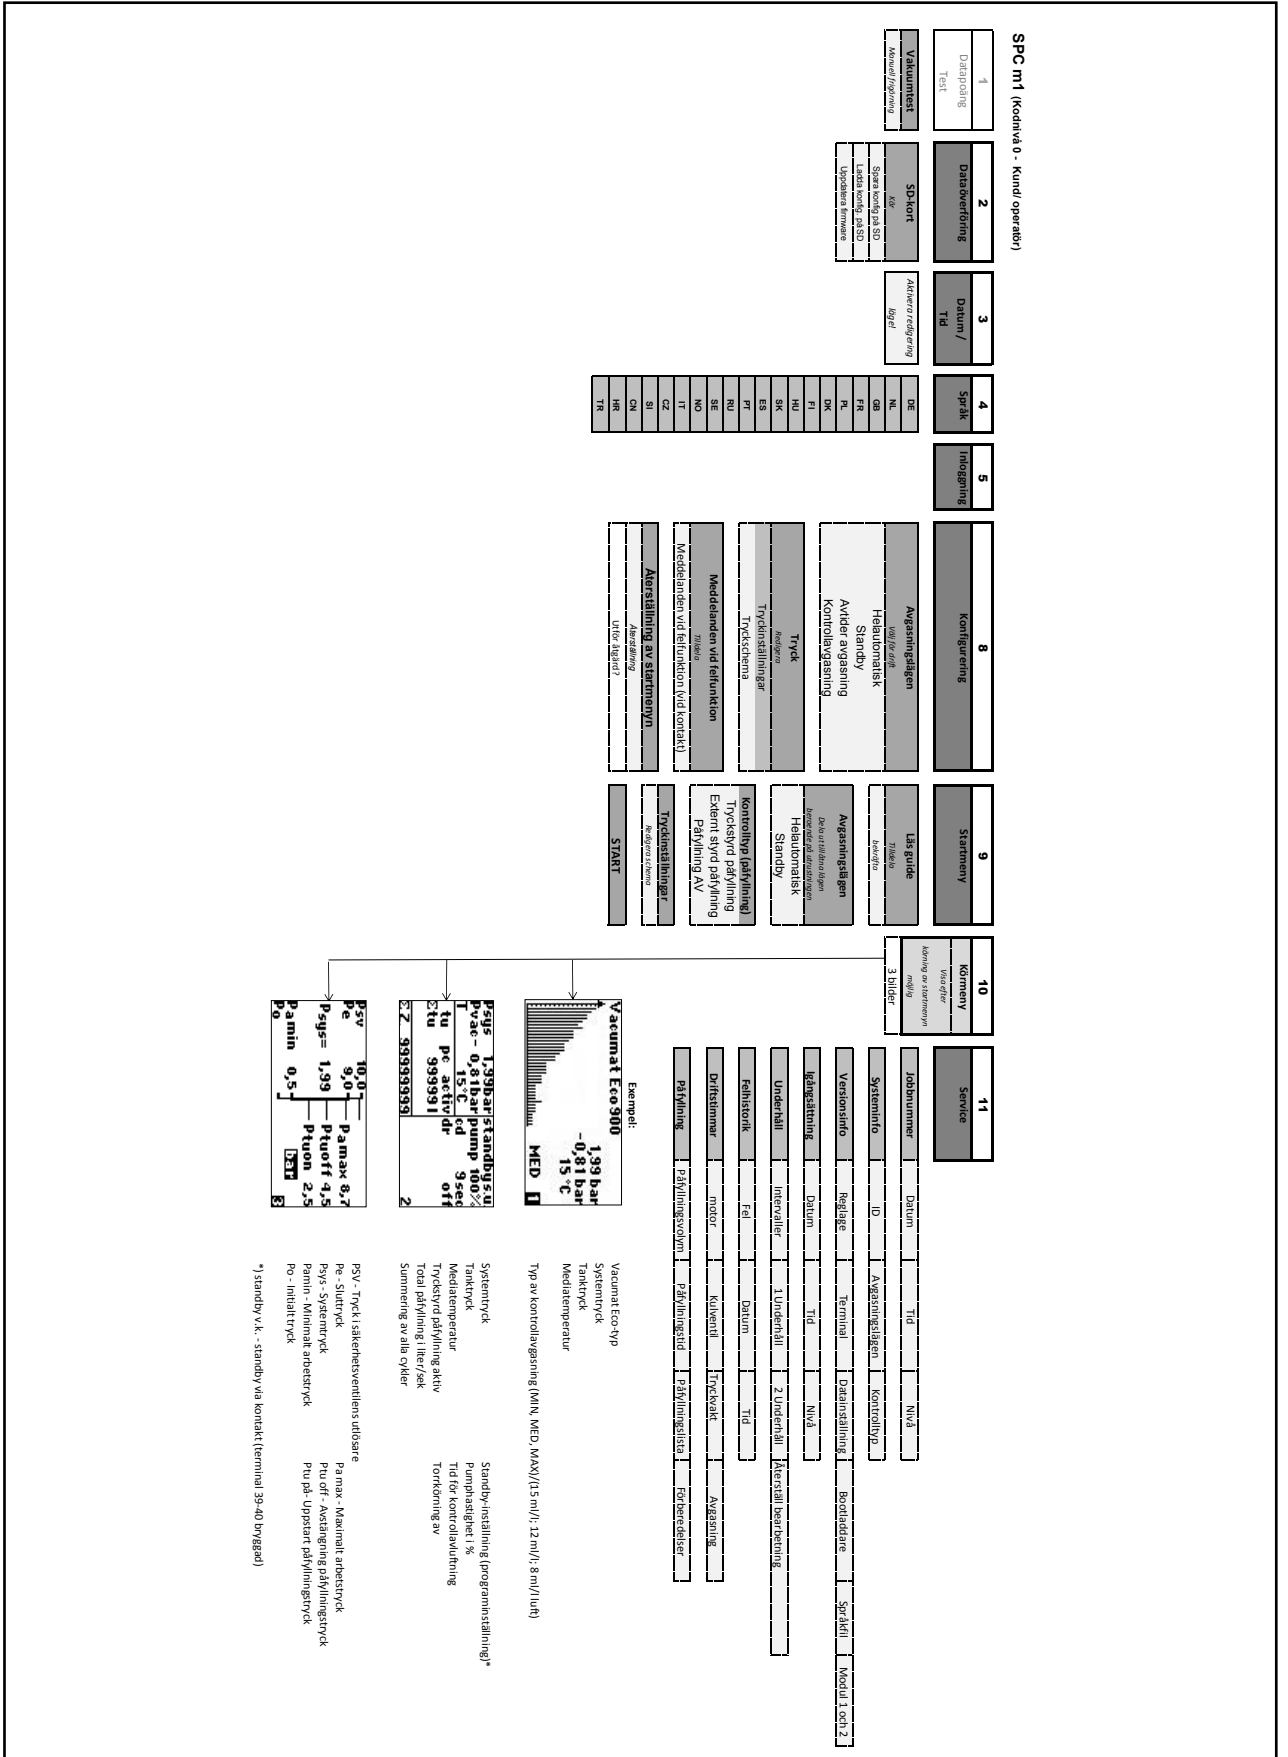 SPC m1 (Kodnivå 0 - Kund/ operatör)
1
Datapoäng
Test
Vakuumtest
Manuell frigörning
2
Dataöverföring
SD-kort
Kör
Spara konfig på SD
Ladda konfig. på SD
Uppdatera firmware
3
Datum /
Tid
Aktivera redigering
läge!
4
Språk
DE
NL
GB
FR
PL
DK
FI
HU
SK
ES
PT
RU
SE
NO
IT
CZ
SI
CN
HR
TR
5
Inloggning
8
Konfigurering
Avgasningslägen
Välj för drift
Helautomatisk
Standby
Avtider avgasning
Kontrollavgasning
Tryck
Redigera
Tryckinställningar
Tryckschema
Meddelanden vid felfunktion
Tilldela
Meddelanden vid felfunktion (vid kontakt)
Återställning av startmenyn
Återställning
Utför åtgärd?
9
Startmeny
Läs guide
Tilldela
bekräfta
Avgasningslägen
Dela ut tillåtna lägen
beroende på utrustningen
Helautomatisk
Standby
Kontrolltyp (påfyllning)
Tryckstyrd påfyllning
Externt styrd påfyllning
Påfyllning AV
Tryckinställningar
Redigera schema
START
10
Körmeny
Visa efter
körning av startmenyn
möjlig
3 bilder
11
Service
Jobbnummer Datum Tid Nivå
Systeminfo ID Avgasningslägen Kontrolltyp
Versionsinfo Reglage Terminal Datainställning Bootladdare Språkfil Modul 1 och 2
Igångsättning Datum Tid Nivå
Underhåll Intervaller 1 Underhåll 2 Underhåll Återställ bearbetning
Felhistorik Fel Datum Tid
Driftstimmar motor Kulventil Tryckvakt Avgasning
Påfyllning Påfyllningsvolym Påfyllningstid Påfyllningslista Förberedelser
Exempel:
Vacumat Eco 900
1,99 bar
-0,81 bar
15 °C
MED 1
Vacumat Eco-typ
Systemtryck
Tanktryck
Mediatemperatur
Typ av kontrollavgasning (MIN, MED, MAX)/(15 ml/l; 12 ml/l; 8 ml/l luft)
Psys 1,99bar standby s.u.
Pvac- 0,81bar pump 100%
T 15°C cd 9sec
tu pc activ dr off
Σtu 999999l
ΣZ 99999999 2
Systemtryck Standby-inställning (programinställning)*
Tanktryck Pumphastighet i %
Mediatemperatur Tid för kontrollavluftning
Tryckstyrd påfyllning aktiv Torrkörning av
Total påfyllning i liter/sek
Summering av alla cykler
Psv 10,0
Pe 9,0
Pamax 8,7
Psys= 1,99
Ptuoff 4,5
Ptuon 2,5
Pamin 0,5
Po
bar
3
PSV - Tryck i säkerhetsventilens utlösare
Pe - Sluttryck Pa max - Maximalt arbetstryck
Psys - Systemtryck Ptu off - Avstängning påfyllningstryck
Pamin - Minimalt arbetstryck Ptu på- Uppstart påfyllningstryck
Po - Initialt tryck
*) standby v.k. - standby via kontakt (terminal 39-40 bryggad)